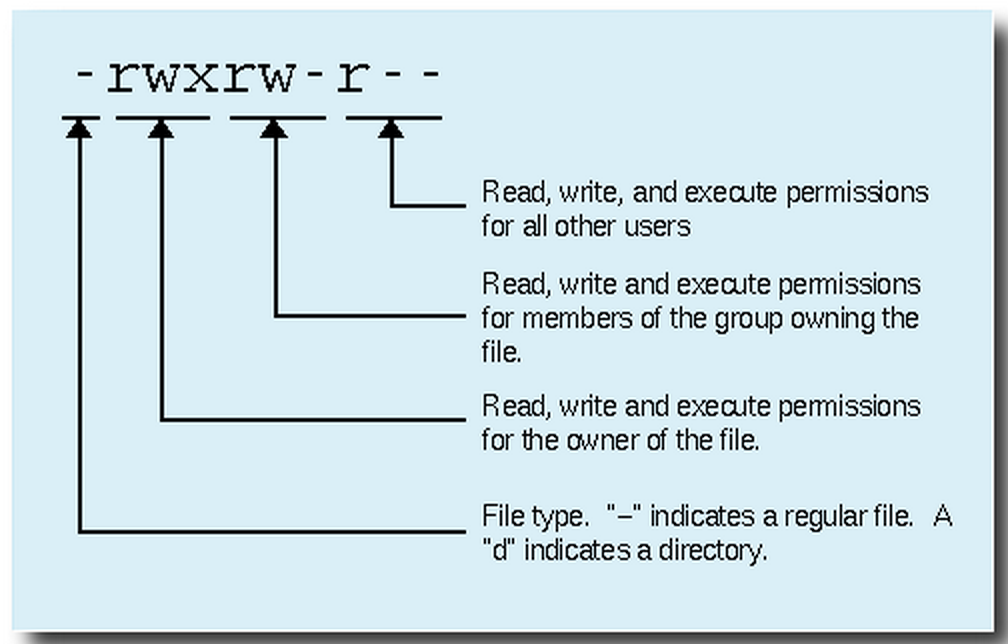 -rwxrw-r--
Read, write, and execute permissions
for all other users
Read, write and execute permissions
for members of the group owning the
file.
Read, write and execute permissions
for the owner of the file.
File type. "–" indicates a regular file. A
"d" indicates a directory.